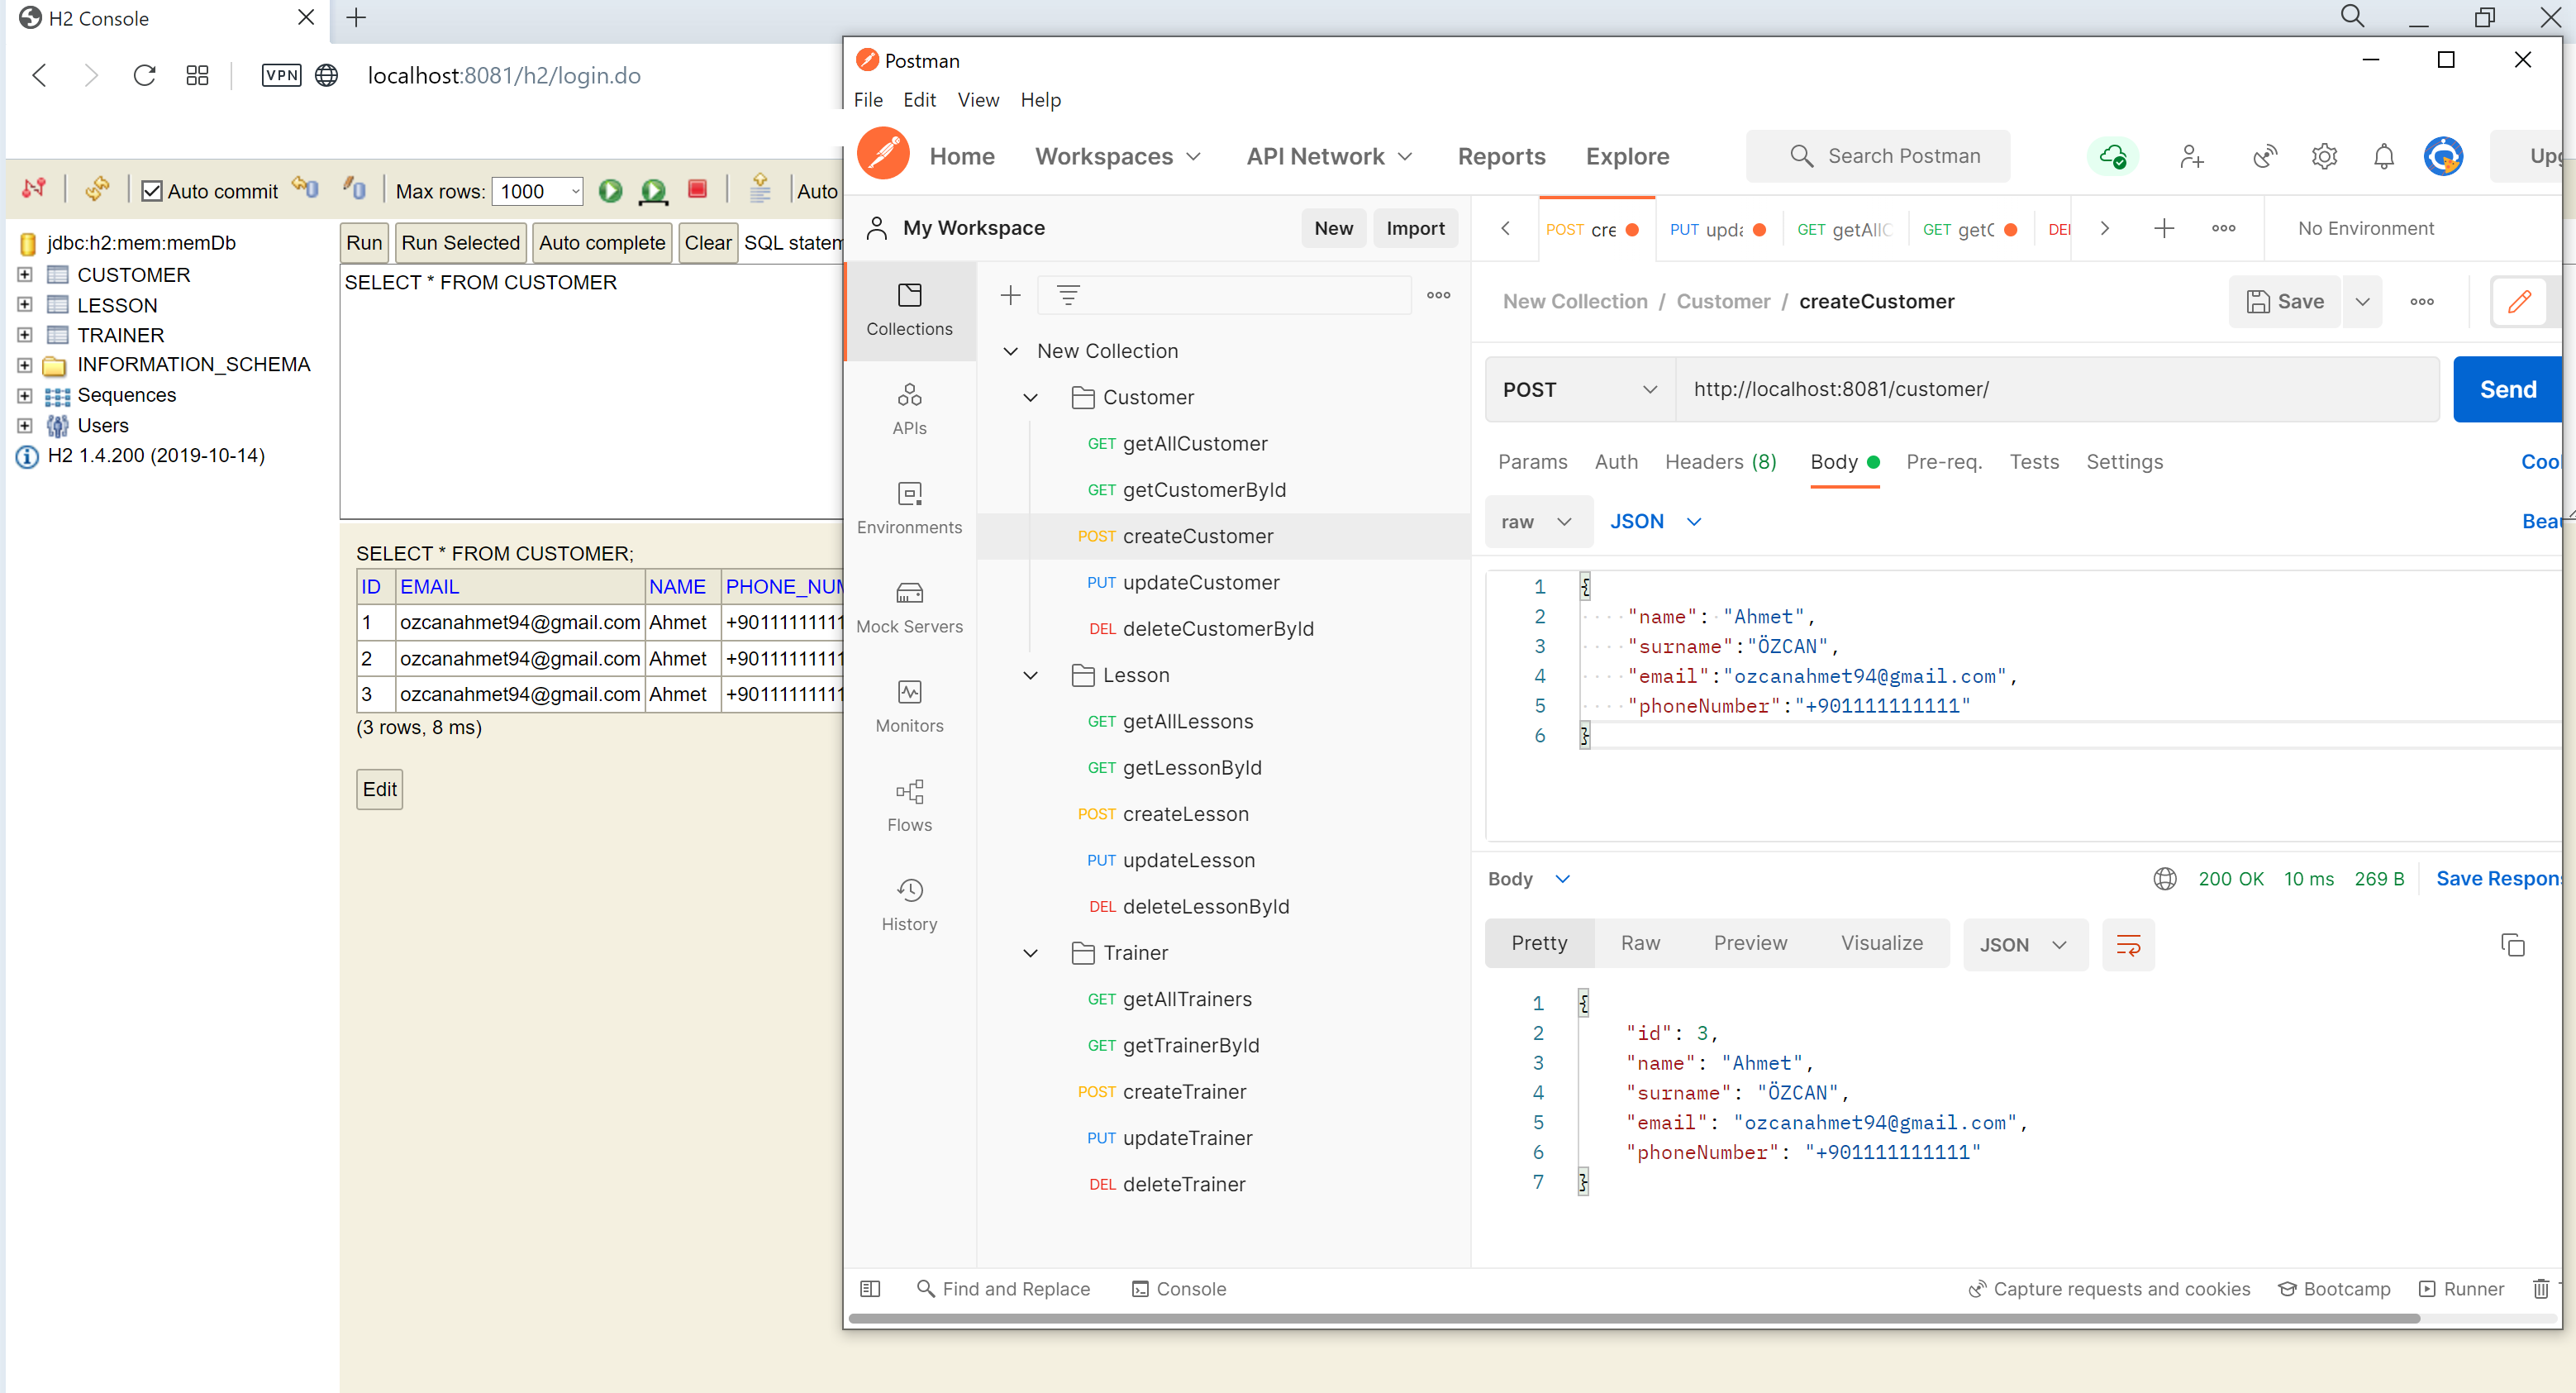 H2 Console
VPN localhost:8081/h2/login.do
Auto commit Max rows: 1000 Auto
jdbc:h2:mem:memDb
CUSTOMER
LESSON
TRAINER
INFORMATION_SCHEMA
Sequences
Users
H2 1.4.200 (2019-10-14)
Run Run Selected Auto complete Clear SQL statem
SELECT * FROM CUSTOMER
SELECT * FROM CUSTOMER;
ID EMAIL NAME PHONE_NUM
1 ozcanahmet94@gmail.com Ahmet +901111111111
2 ozcanahmet94@gmail.com Ahmet +901111111111
3 ozcanahmet94@gmail.com Ahmet +901111111111
(3 rows, 8 ms)
Edit
Postman
File Edit View Help
Home Workspaces API Network Reports Explore Search Postman Upg
My Workspace New Import
Collections
APIs
Environments
Mock Servers
Monitors
Flows
History
New Collection
Customer
GET getAllCustomer
GET getCustomerById
POST createCustomer
PUT updateCustomer
DEL deleteCustomerById
Lesson
GET getAllLessons
GET getLessonById
POST createLesson
PUT updateLesson
DEL deleteLessonById
Trainer
GET getAllTrainers
GET getTrainerById
POST createTrainer
PUT updateTrainer
DEL deleteTrainer
POST cre PUT upda GET getAllC GET getC DEL No Environment
New Collection / Customer / createCustomer Save
POST http://localhost:8081/customer/ Send
Params Auth Headers (8) Body Pre-req. Tests Settings Cool
raw JSON Beau
1 {
2 "name": "Ahmet",
3 "surname":"ÖZCAN",
4 "email":"ozcanahmet94@gmail.com",
5 "phoneNumber":"+901111111111"
6 }
Body 200 OK 10 ms 269 B Save Respons
Pretty Raw Preview Visualize JSON
1 {
2 "id": 3,
3 "name": "Ahmet",
4 "surname": "ÖZCAN",
5 "email": "ozcanahmet94@gmail.com",
6 "phoneNumber": "+901111111111"
7 }
Find and Replace Console Capture requests and cookies Bootcamp Runner